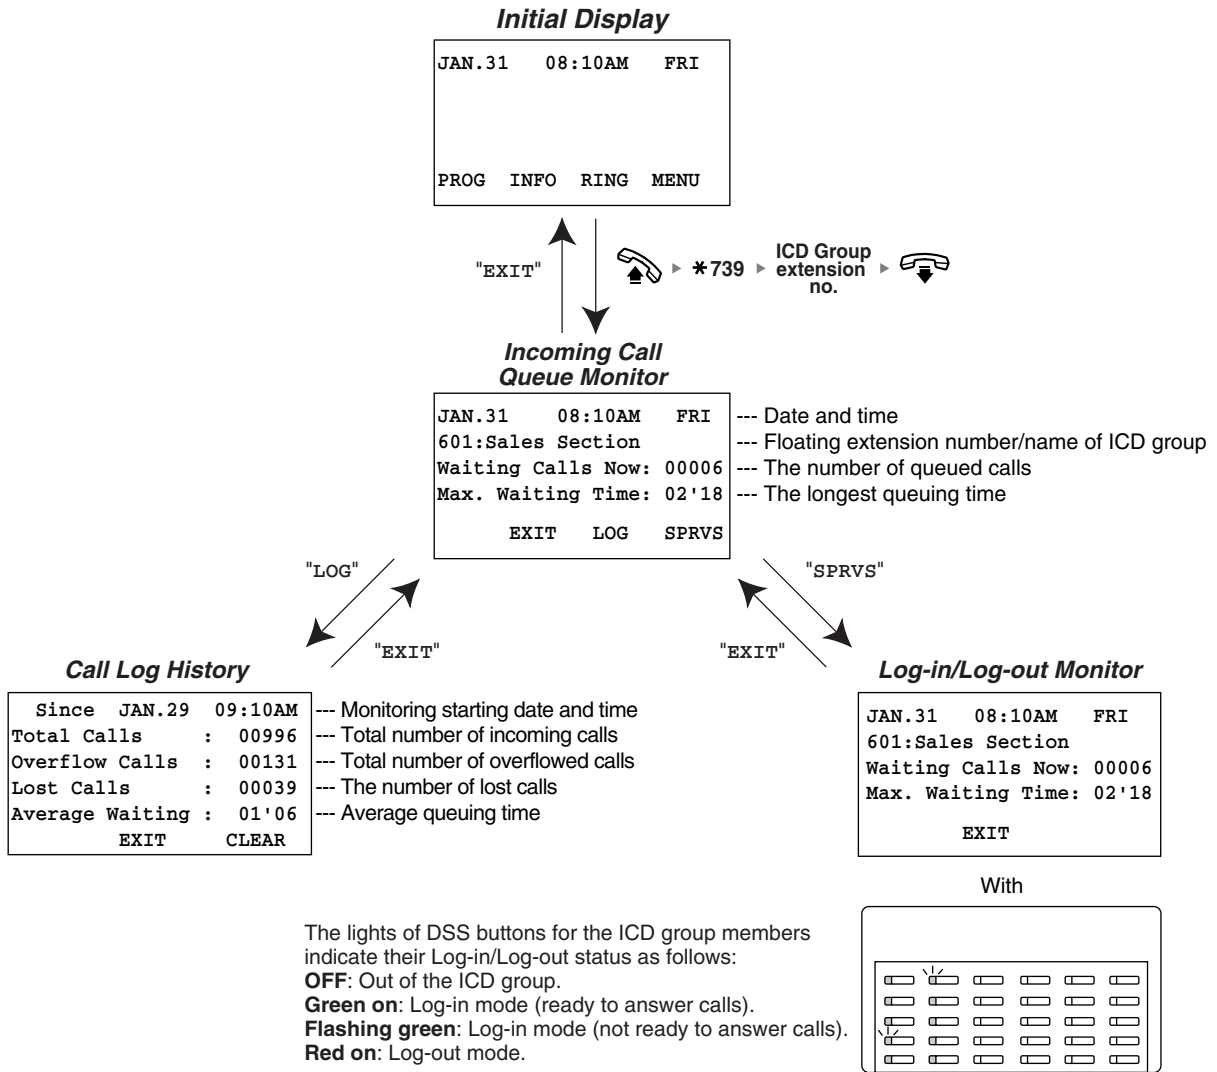 Initial Display
JAN.31 08:10AM FRI
PROG INFO RING MENU
"EXIT"
*739
ICD Group
extension
no.
Incoming Call
Queue Monitor
JAN.31 08:10AM FRI
--- Date and time
601:Sales Section
--- Floating extension number/name of ICD group
Waiting Calls Now: 00006
--- The number of queued calls
Max. Waiting Time: 02'18
--- The longest queuing time
EXIT LOG SPRVS
"LOG"
"EXIT"
"SPRVS"
"EXIT"
Call Log History
Since JAN.29 09:10AM
--- Monitoring starting date and time
Total Calls : 00996
--- Total number of incoming calls
Overflow Calls : 00131
--- Total number of overflowed calls
Lost Calls : 00039
--- The number of lost calls
Average Waiting : 01'06
--- Average queuing time
EXIT CLEAR
Log-in/Log-out Monitor
JAN.31 08:10AM FRI
601:Sales Section
Waiting Calls Now: 00006
Max. Waiting Time: 02'18
EXIT
With
The lights of DSS buttons for the ICD group members
indicate their Log-in/Log-out status as follows:
OFF: Out of the ICD group.
Green on: Log-in mode (ready to answer calls).
Flashing green: Log-in mode (not ready to answer calls).
Red on: Log-out mode.